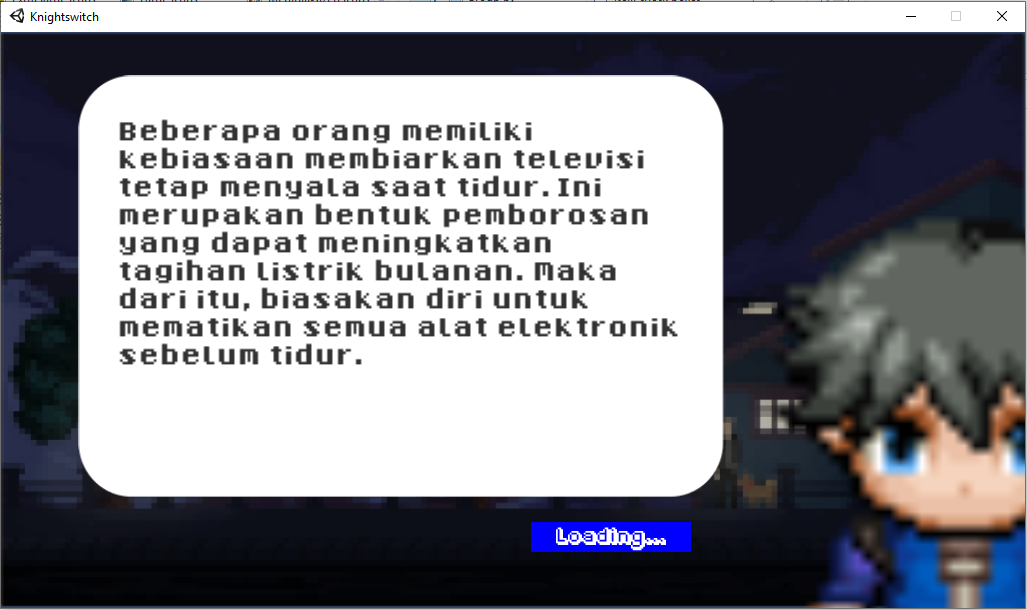 Knightswitch
Beberapa orang memiliki
kebiasaan membiarkan televisi
tetap menyala saat tidur. Ini
merupakan bentuk pemborosan
yang dapat meningkatkan
tagihan listrik bulanan. Maka
dari itu, biasakan diri untuk
mematikan semua alat elektronik
sebelum tidur.
Loading...